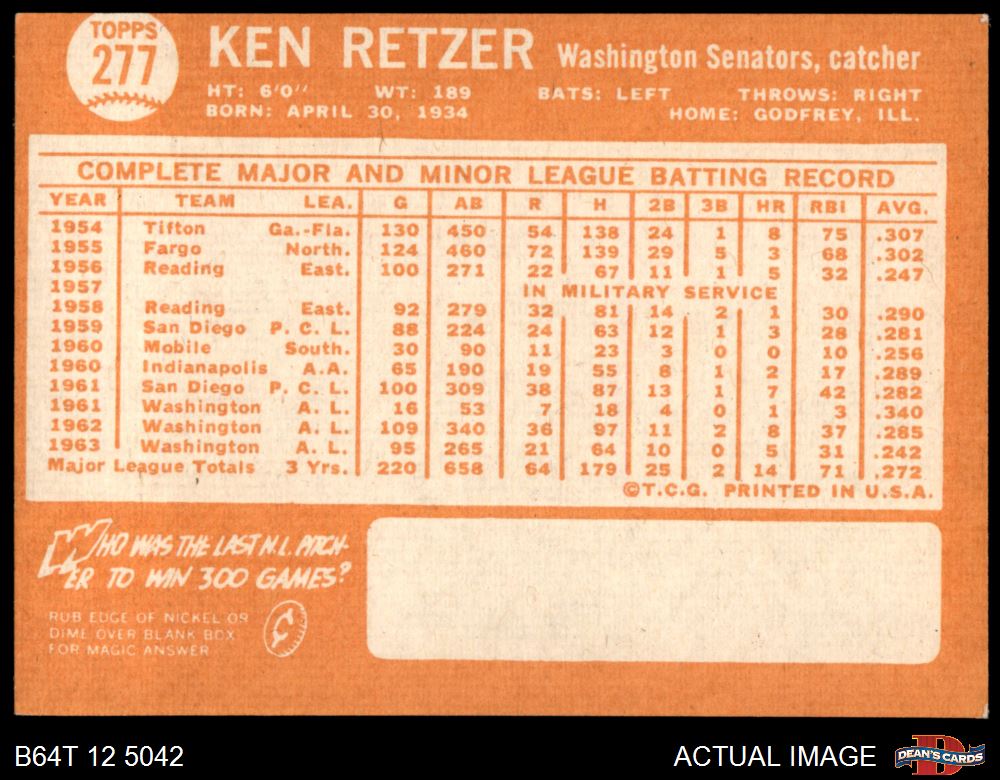 TOPPS
277
KEN RETZER Washington Senators, catcher
HT: 6'0" WT: 189 BATS: LEFT THROWS: RIGHT
BORN: APRIL 30, 1934 HOME: GODFREY, ILL.
COMPLETE MAJOR AND MINOR LEAGUE BATTING RECORD
YEAR TEAM LEA. G AB R H 2B 3B HR RBI AVG.
1954 Tifton Ga.-Fla. 130 450 54 138 24 1 8 75 .307
1955 Fargo North. 124 460 72 139 29 5 3 68 .302
1956 Reading East. 100 271 22 67 11 1 5 32 .247
1957 IN MILITARY SERVICE
1958 Reading East. 92 279 32 81 14 2 1 30 .290
1959 San Diego P. C. L. 88 224 24 63 12 1 3 28 .281
1960 Mobile South. 30 90 11 23 3 0 0 10 .256
1960 Indianapolis A.A. 65 190 19 55 8 1 2 17 .289
1961 San Diego P. C. L. 100 309 38 87 13 1 7 42 .282
1961 Washington A. L. 16 53 7 18 4 0 1 3 .340
1962 Washington A. L. 109 340 36 97 11 2 8 37 .285
1963 Washington A. L. 95 265 21 64 10 0 5 31 .242
Major League Totals 3 Yrs. 220 658 64 179 25 2 14 71 .272
©T.C.G. PRINTED IN U.S.A.
WHO WAS THE LAST N.L. PITCH-
ER TO WIN 300 GAMES?
RUB EDGE OF NICKEL OR
DIME OVER BLANK BOX
FOR MAGIC ANSWER
B64T 12 5042 ACTUAL IMAGE DEAN'S CARDS